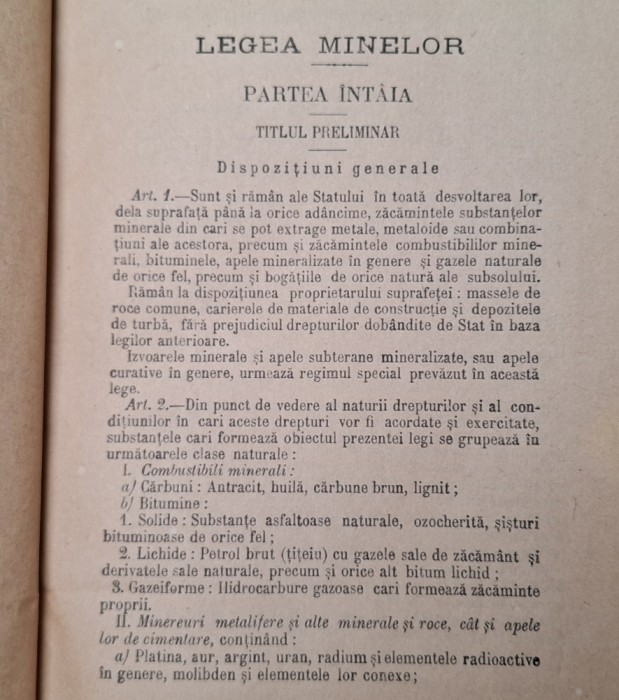 LEGEA MINELOR
PARTEA ÎNTÂIA
TITLUL PRELIMINAR
Dispozițiuni generale
Art. 1.—Sunt și rămân ale Statului în toată desvoltarea lor,
dela suprafață până la orice adâncime, zăcămintele substanțelor
minerale din cari se pot extrage metale, metaloide sau combina-
țiuni ale acestora, precum și zăcămintele combustibililor mine-
rali, bituminele, apele mineralizate în genere și gazele naturale
de orice fel, precum și bogățiile de orice natură ale subsolului.
Rămân la dispozițiunea proprietarului suprafeței : massele de
roce comune, carierele de materiale de construcție și depozitele
de turbă, fără prejudiciul drepturilor dobândite de Stat în baza
legilor anterioare.
Izvoarele minerale și apele subterane mineralizate, sau apele
curative în genere, urmează regimul special prevăzut în această
lege.
Art. 2.—Din punct de vedere al naturii drepturilor și al con-
dițiunilor în cari aceste drepturi vor fi acordate și exercitate,
substanțele cari formează obiectul prezentei legi se grupează în
următoarele clase naturale :
I. Combustibili minerali :
a) Cărbuni : Antracit, huilă, cărbune brun, lignit ;
b) Bitumine :
1. Solide : Substanțe asfaltoase naturale, ozocherită, șișturi
bituminoase de orice fel ;
2. Lichide : Petrol brut (țiteiu) cu gazele sale de zăcământ și
derivatele sale naturale, precum și orice alt bitum lichid ;
3. Gazeiforme : Hidrocarbure gazoase cari formează zăcăminte
proprii.
II. Minereuri metalifere și alte minerale și roce, cât și apele
lor de cimentare, conținând :
a) Platina, aur, argint, uran, radium și elementele radioactive
în genere, molibden și elementele lor conexe ;